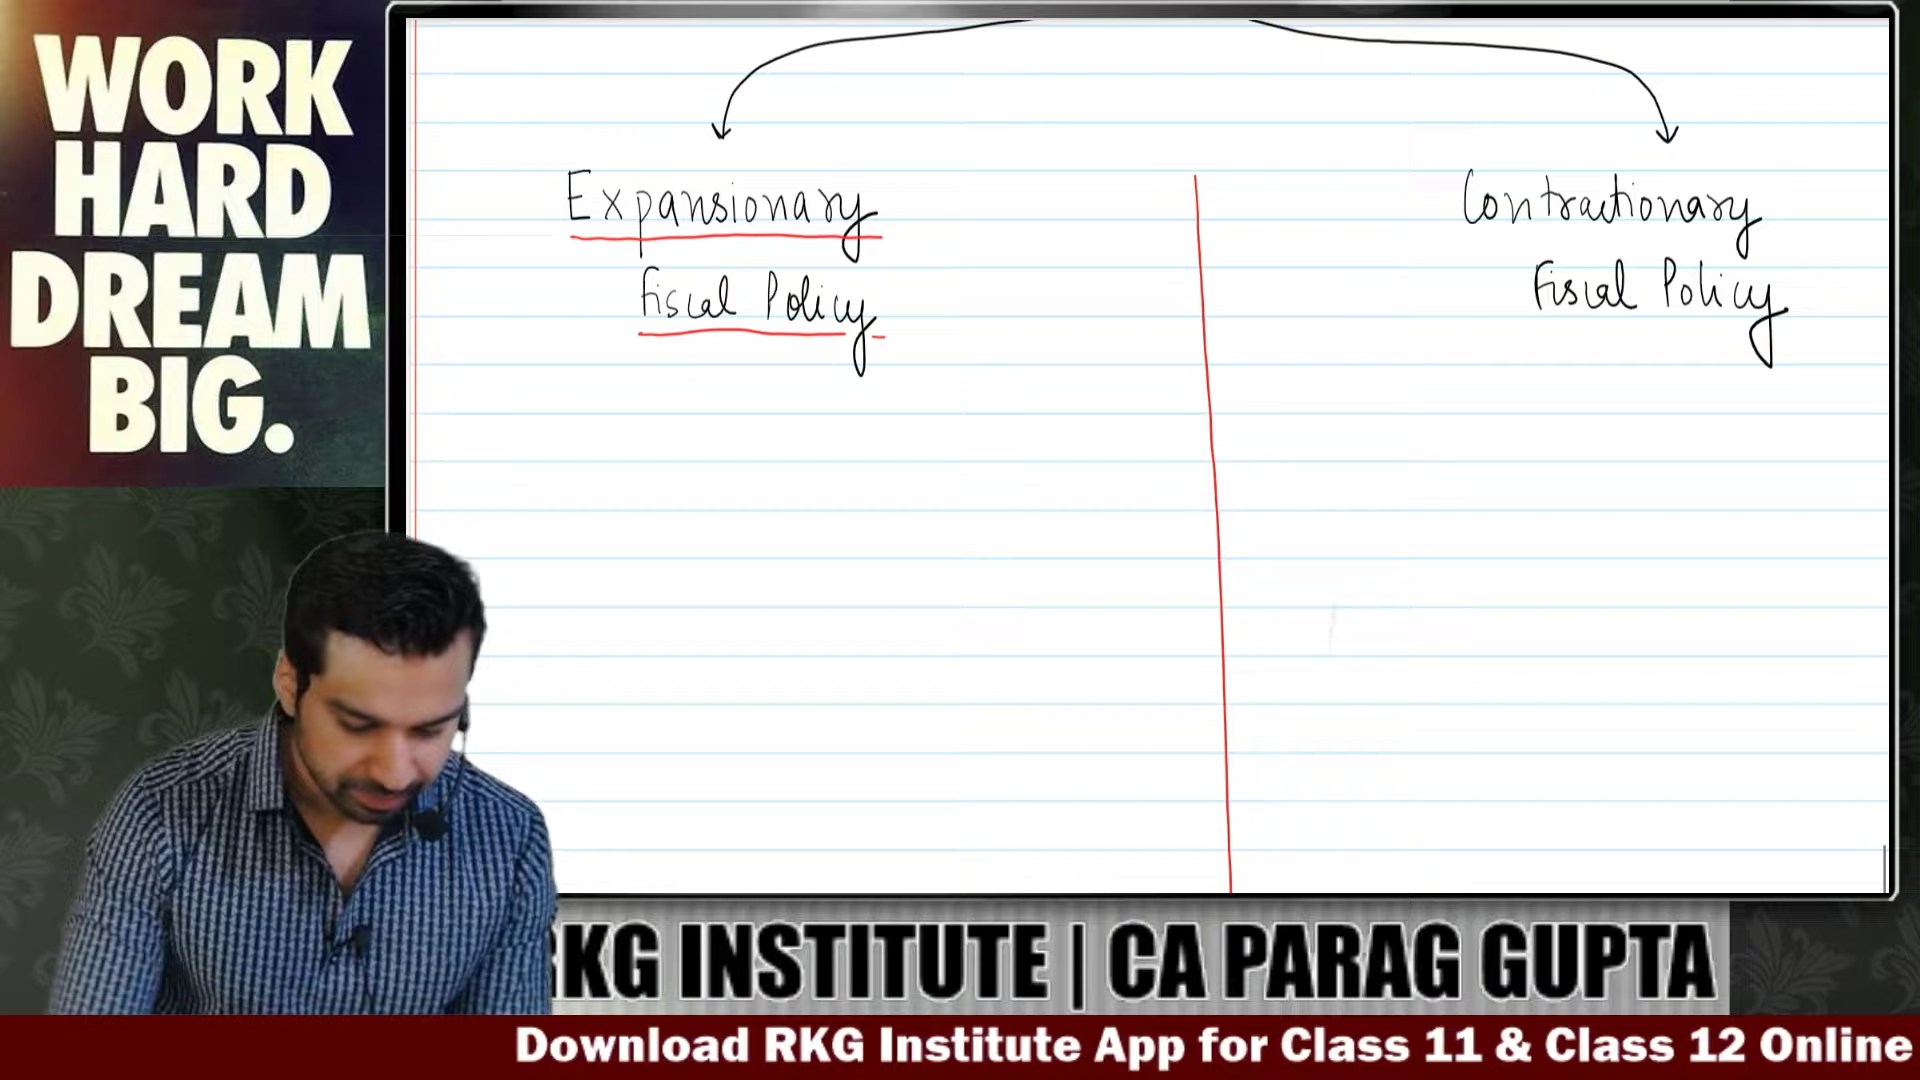 WORK
HARD
DREAM
BIG.
Expansionary
Fiscal Policy
Contractionary
Fiscal Policy
RKG INSTITUTE | CA PARAG GUPTA
Download RKG Institute App for Class 11 & Class 12 Online